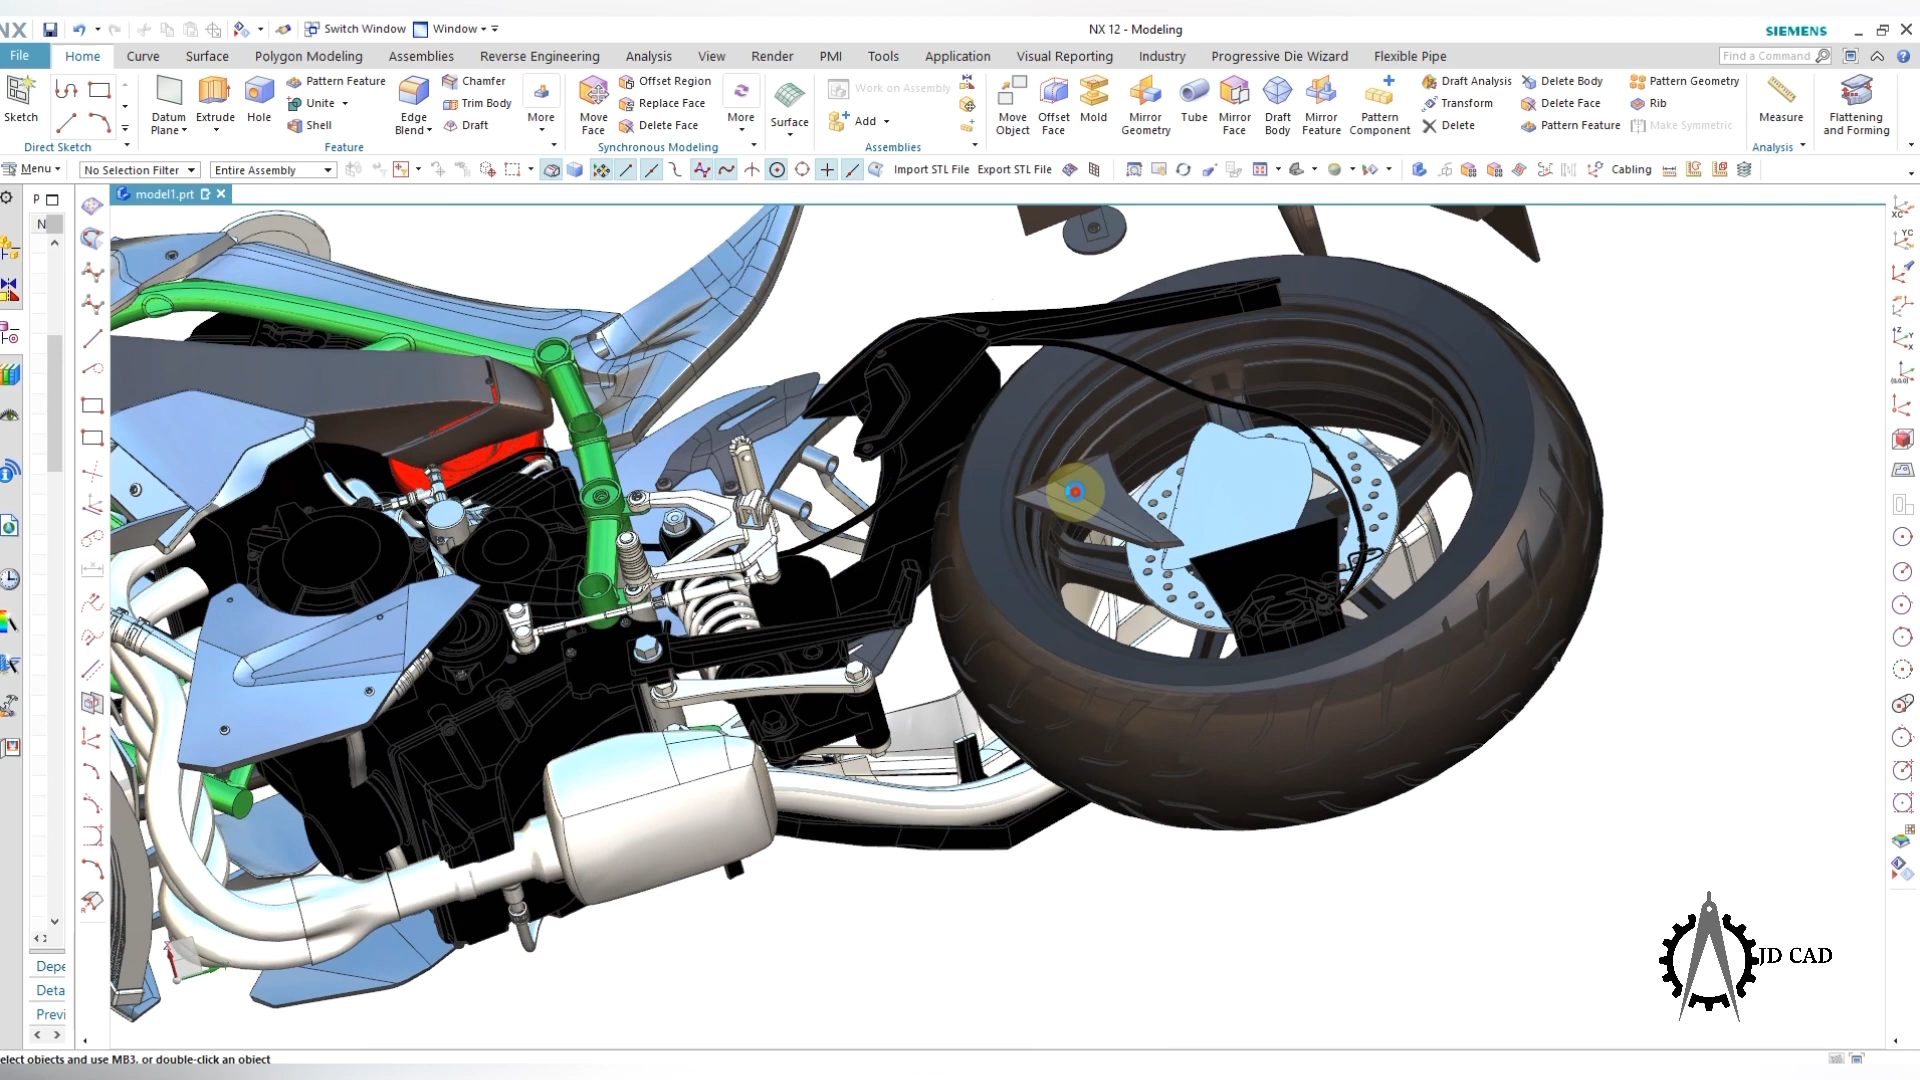 NX Switch Window Window NX 12 - Modeling SIEMENS
File Home Curve Surface Polygon Modeling Assemblies Reverse Engineering Analysis View Render PMI Tools Application Visual Reporting Industry Progressive Die Wizard Flexible Pipe Find a Command
Sketch
Direct Sketch
Datum Plane
Extrude
Hole
Pattern Feature
Unite
Shell
Edge Blend
Chamfer
Trim Body
Draft
More
Feature
Move Face
Offset Region
Replace Face
Delete Face
More
Synchronous Modeling
Surface
Work on Assembly
Add
Assemblies
Move Object
Offset Face
Mold
Mirror Geometry
Tube
Mirror Face
Draft Body
Mirror Feature
Pattern Component
Draft Analysis
Transform
Delete
Delete Body
Delete Face
Pattern Feature
Pattern Geometry
Rib
Make Symmetric
Measure
Analysis
Flattening and Forming
Menu No Selection Filter Entire Assembly Import STL File Export STL File Cabling
model1.prt
P
N
XC
YC
Depe
Deta
Previ
JD CAD
elect objects and use MB3, or double-click an object